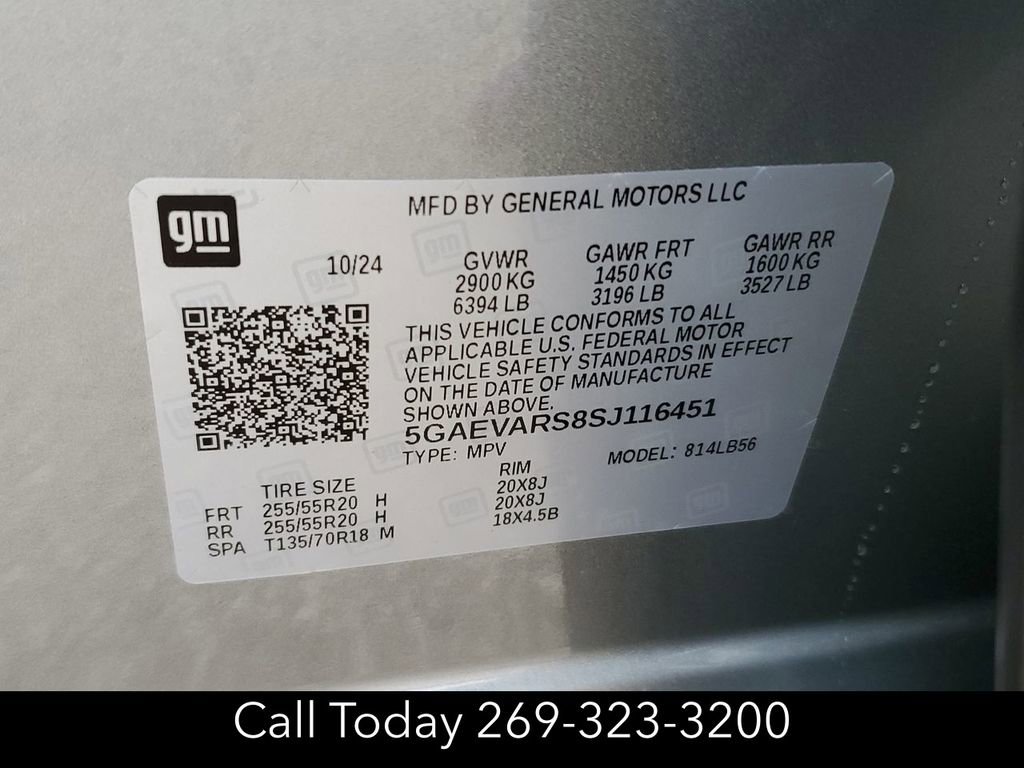 gm
MFD BY GENERAL MOTORS LLC
10/24
GVWR
2900 KG
6394 LB
GAWR FRT
1450 KG
3196 LB
GAWR RR
1600 KG
3527 LB
THIS VEHICLE CONFORMS TO ALL
APPLICABLE U.S. FEDERAL MOTOR
VEHICLE SAFETY STANDARDS IN EFFECT
ON THE DATE OF MANUFACTURE
SHOWN ABOVE.
5GAEVARS8SJ116451
TYPE: MPV
MODEL: 814LB56
TIRE SIZE RIM
FRT 255/55R20 H 20X8J
RR 255/55R20 H 20X8J
SPA T135/70R18 M 18X4.5B
Call Today 269-323-3200